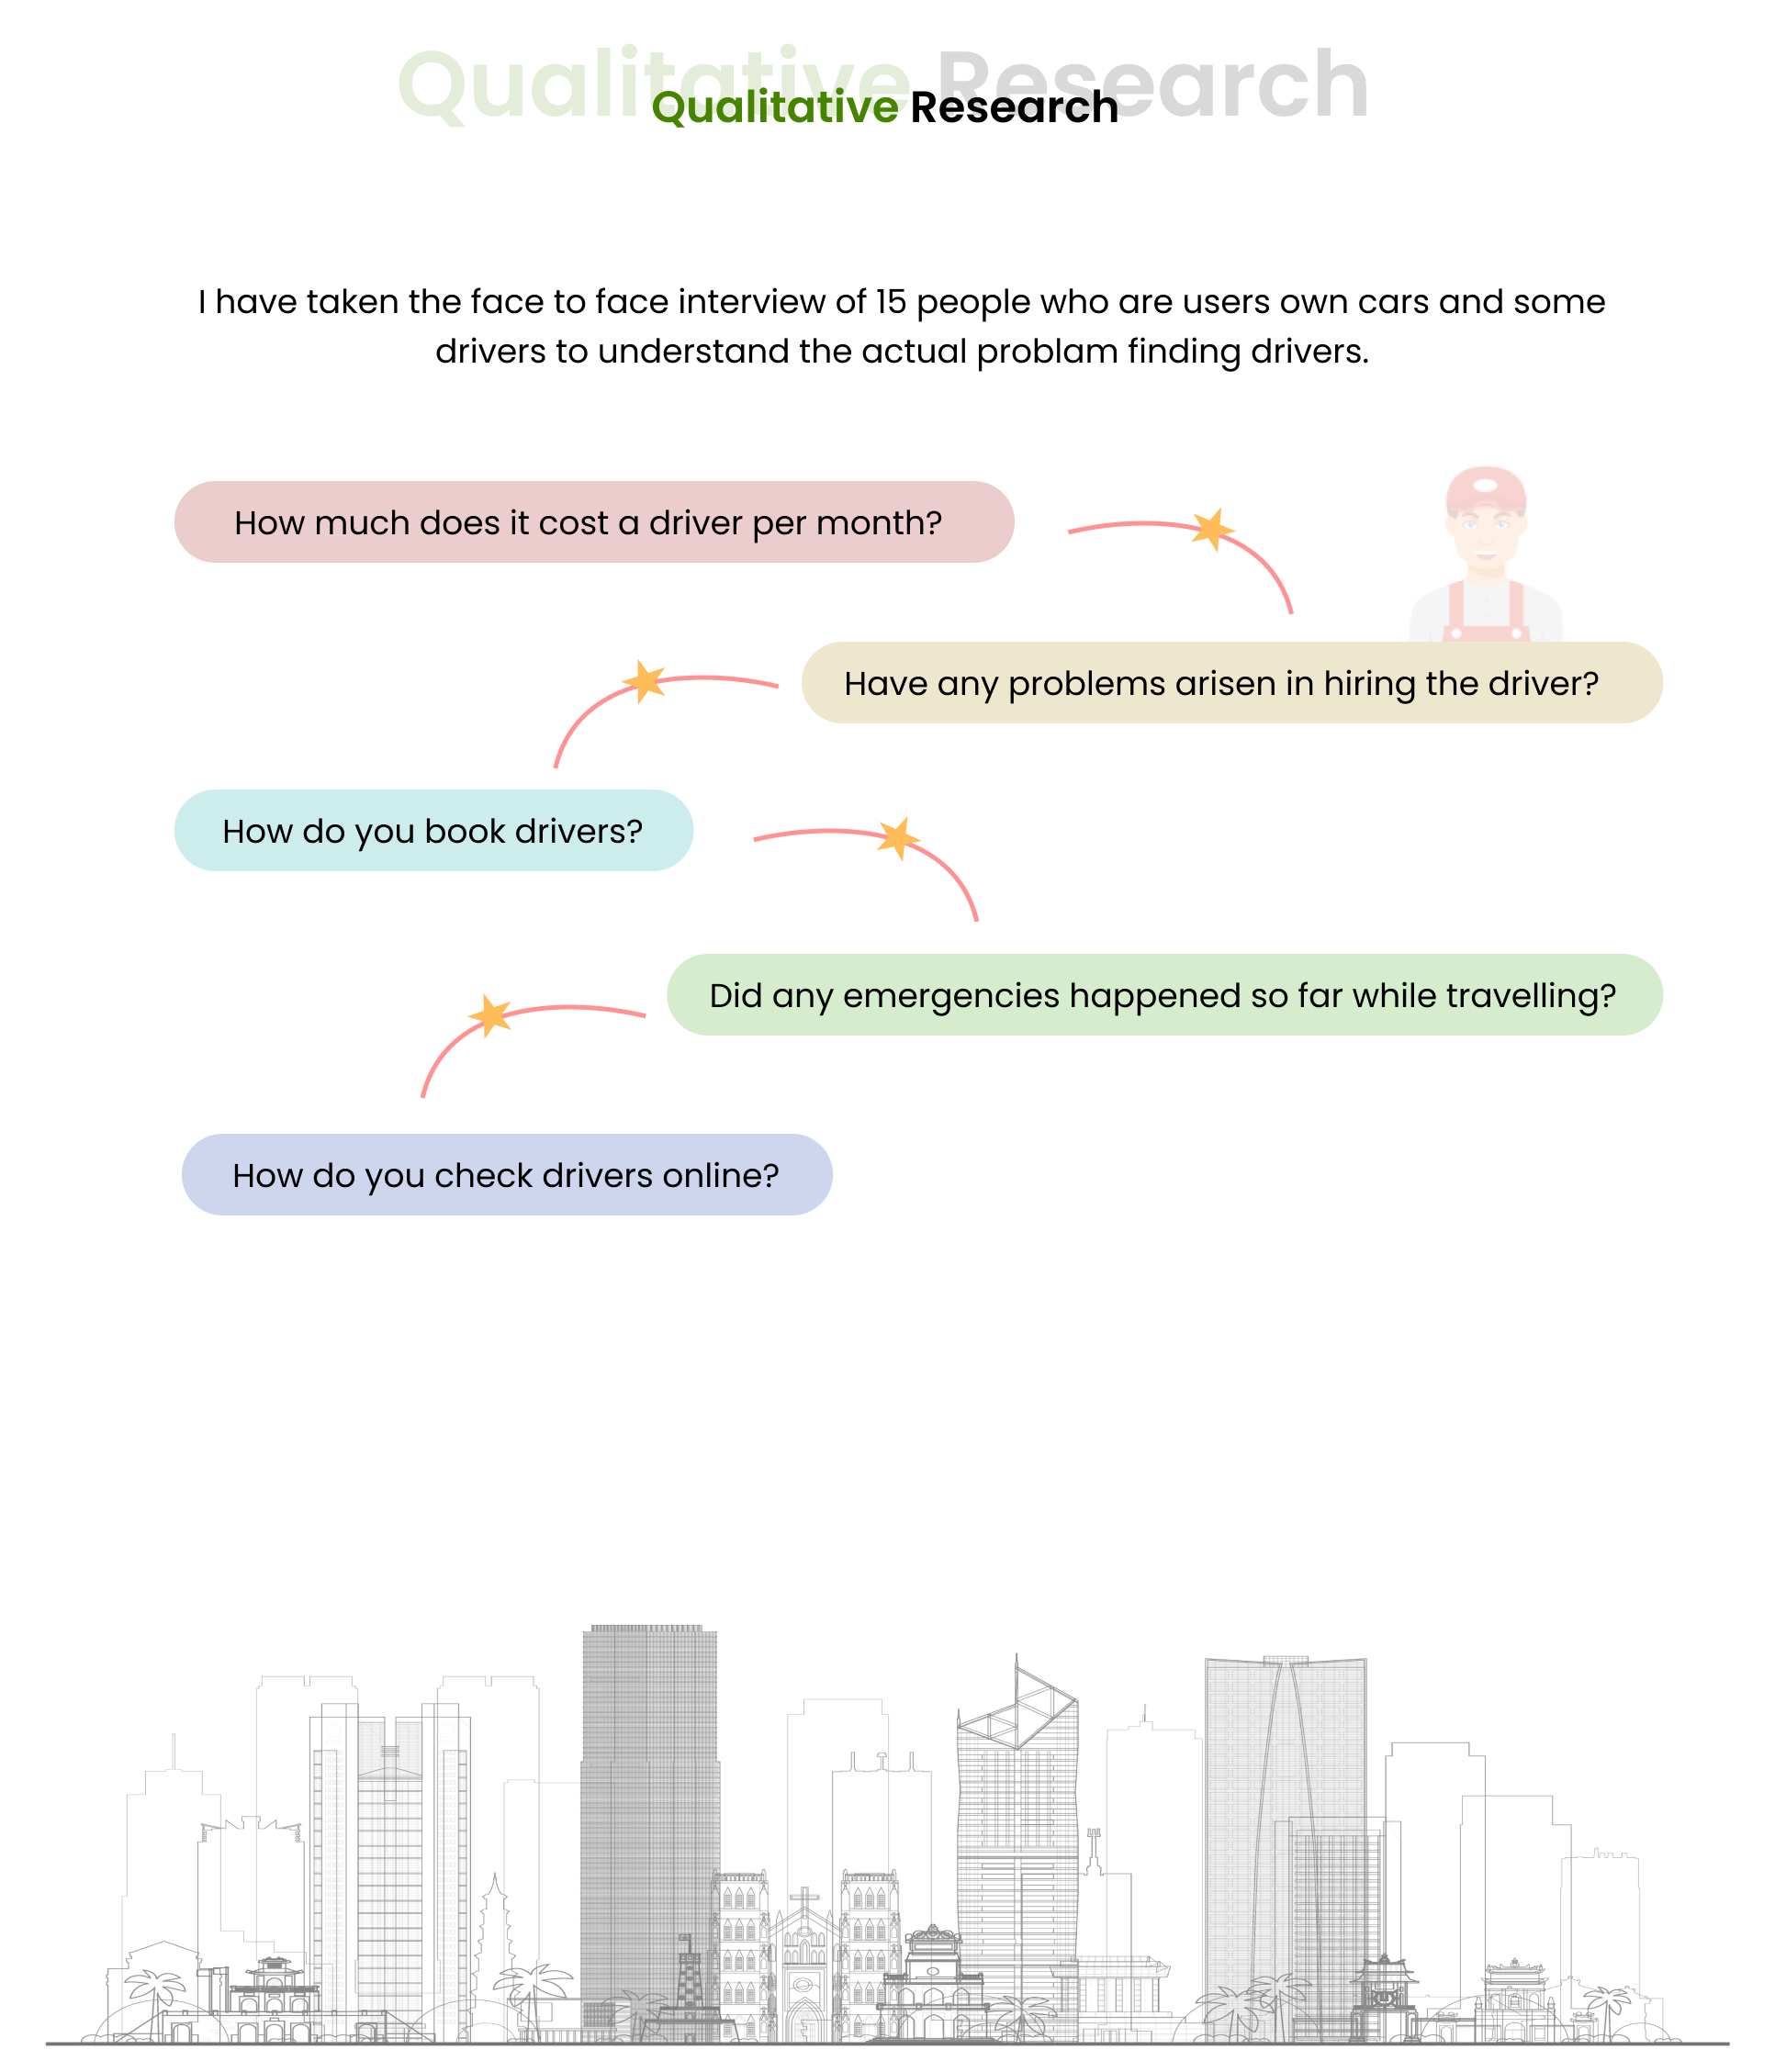 Qualitative Research
Qualitative Research
I have taken the face to face interview of 15 people who are users own cars and some
drivers to understand the actual problam finding drivers.
How much does it cost a driver per month?
Have any problems arisen in hiring the driver?
How do you book drivers?
Did any emergencies happened so far while travelling?
How do you check drivers online?